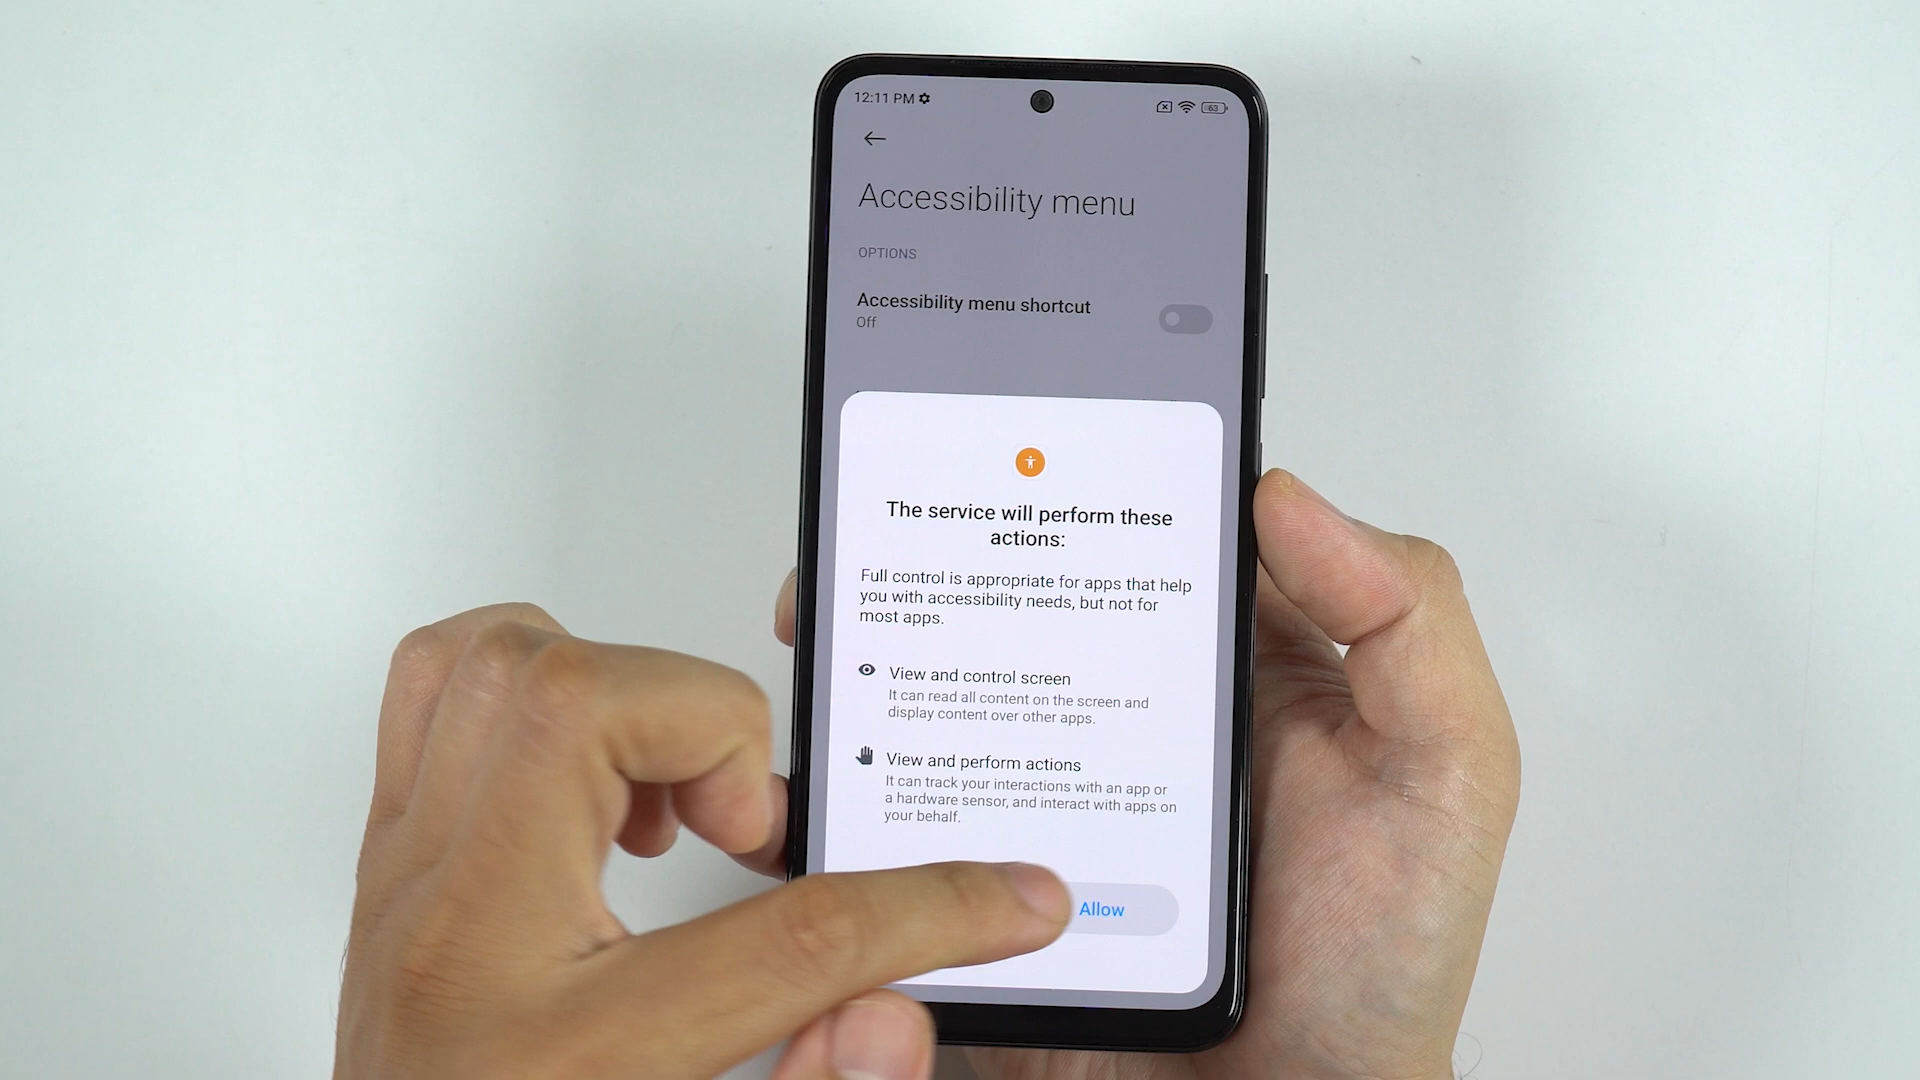 12:11 PM
63
Accessibility menu
OPTIONS
Accessibility menu shortcut
Off
The service will perform these
actions:
Full control is appropriate for apps that help
you with accessibility needs, but not for
most apps.
View and control screen
It can read all content on the screen and
display content over other apps.
View and perform actions
It can track your interactions with an app or
a hardware sensor, and interact with apps on
your behalf.
Allow